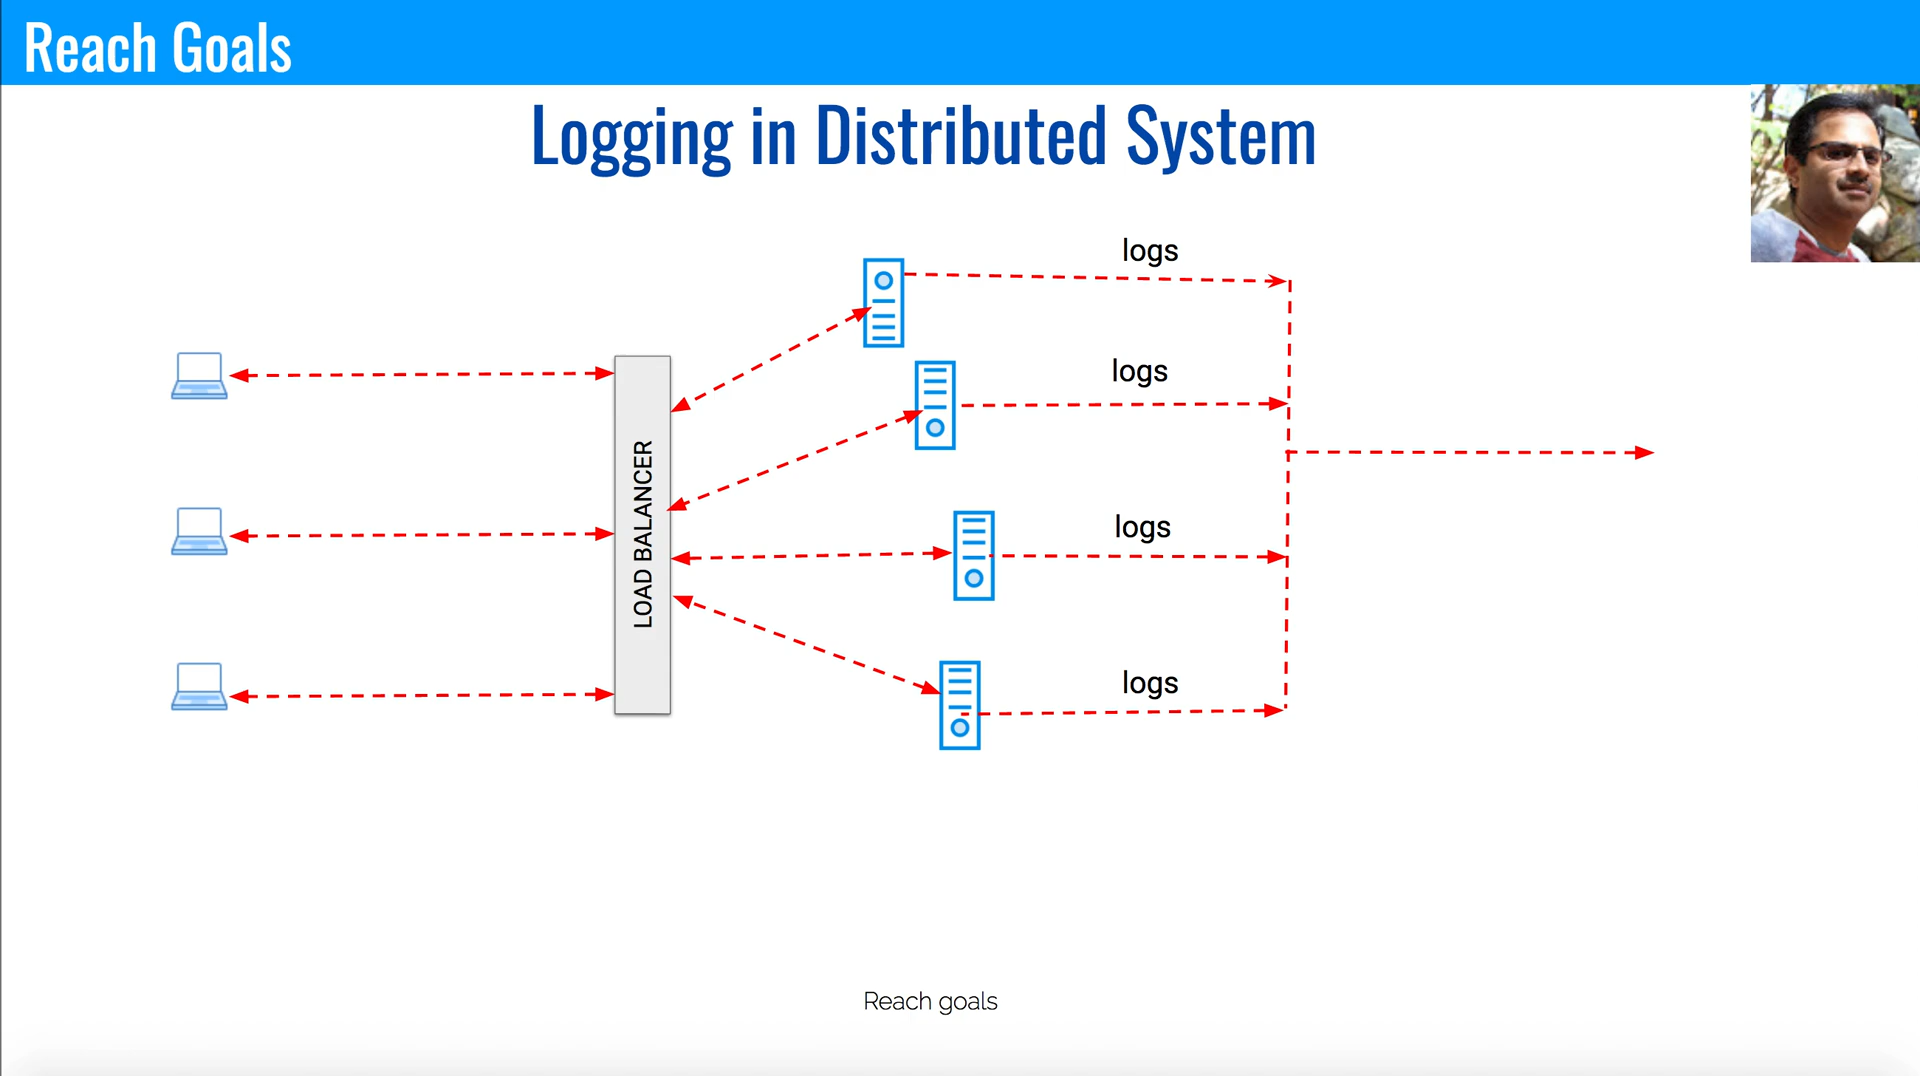 Reach Goals
Logging in Distributed System
logs
logs
LOAD BALANCER
logs
logs
Reach goals